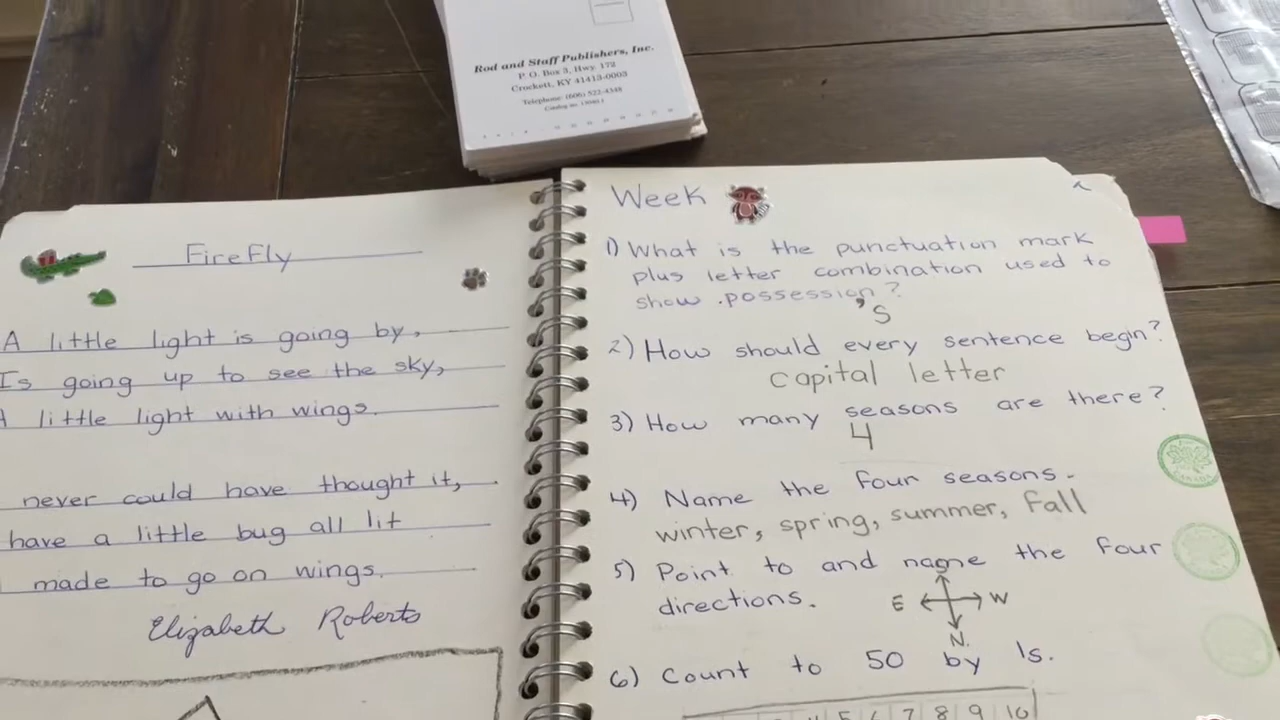 Rod and Staff Publishers, Inc.
P. O. Box 3, Hwy. 172
Crockett, KY 41413-0003
Telephone: (606) 522-4348
FireFly
A little light is going by,
Is going up to see the sky,
A little light with wings.
never could have thought it,
have a little bug all lit
made to go on wings.
Elizabeth Roberts
Week
1) What is the punctuation mark
plus letter combination used to
show possession?
's
2) How should every sentence begin?
capital letter
3) How many seasons are there?
4
4) Name the four seasons.
winter, spring, summer, fall
5) Point to and name the four
directions.
E W
N
6) Count to 50 by 1s.
4 5 6 7 8 9 10